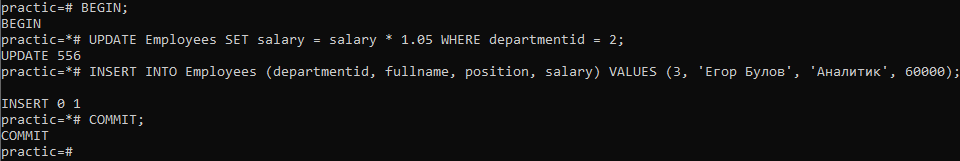 practic=# BEGIN;
BEGIN
practic=*# UPDATE Employees SET salary = salary * 1.05 WHERE departmentid = 2;
UPDATE 556
practic=*# INSERT INTO Employees (departmentid, fullname, position, salary) VALUES (3, 'Егор Булов', 'Аналитик', 60000);
INSERT 0 1
practic=*# COMMIT;
COMMIT
practic=#